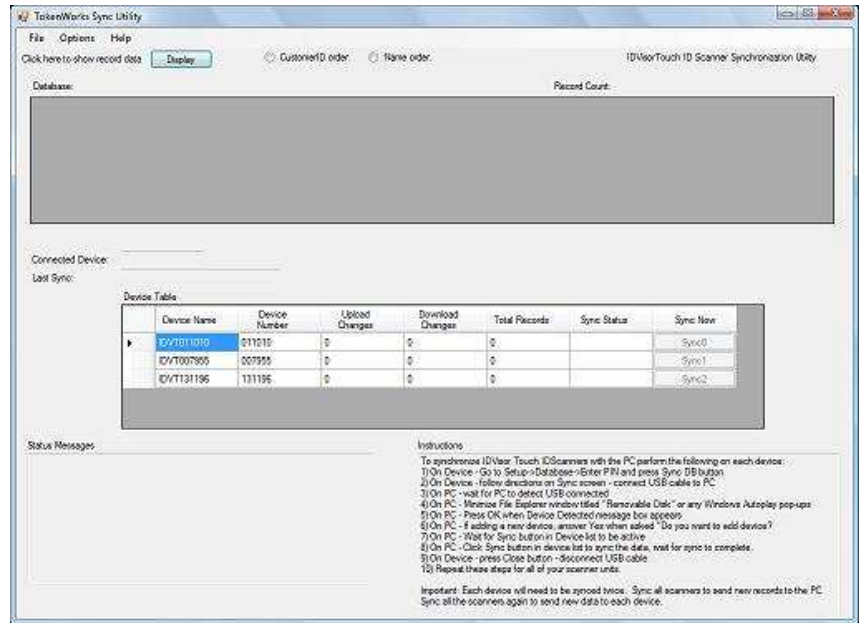 TokenWorks Sync Utility
File Options Help
Click here to show record data Display CustomerID order. Name order. IDVisorTouch ID Scanner Synchronization Utility
Database: Record Count:
Connected Device:
Last Sync:
Device Table
Device Name Device Number Upload Changes Download Changes Total Records Sync Status Sync Now
IDVT011010 011010 0 0 0 Sync0
IDVT007955 007955 0 0 0 Sync1
IDVT131196 131196 0 0 0 Sync2
Status Messages
Instructions
To synchronize IDVisor Touch IDScanners with the PC perform the following on each device:
1) On Device - Go to Setup->Database->Enter PIN and press Sync DB button
2) On Device - follow directions on Sync screen - connect USB cable to PC
3) On PC - wait for PC to detect USB connected
4) On PC - Minimize File Explorer window titled "Removable Disk" or any Windows Autoplay pop-ups
5) On PC - Press OK when Device Detected message box appears
6) On PC - If adding a new device, answer Yes when asked "Do you want to add device?
7) On PC - Wait for Sync button in Device list to be active
8) On PC - Click Sync button in device list to sync the data, wait for sync to complete.
9) On Device - press Close button - disconnect USB cable
10) Repeat these steps for all of your scanner units.
Important: Each device will need to be synced twice. Sync all scanners to send new records to the PC.
Sync all the scanners again to send new data to each device.